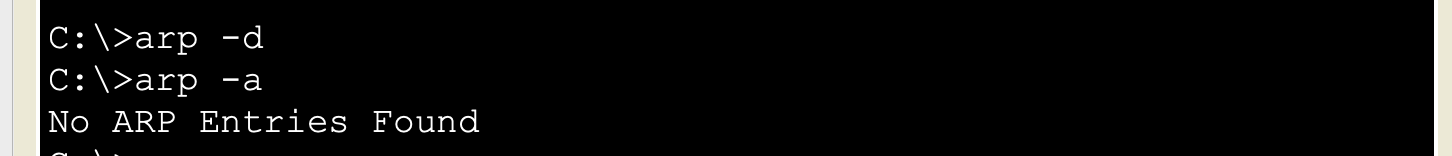 C:\>arp -d
C:\>arp -a
No ARP Entries Found